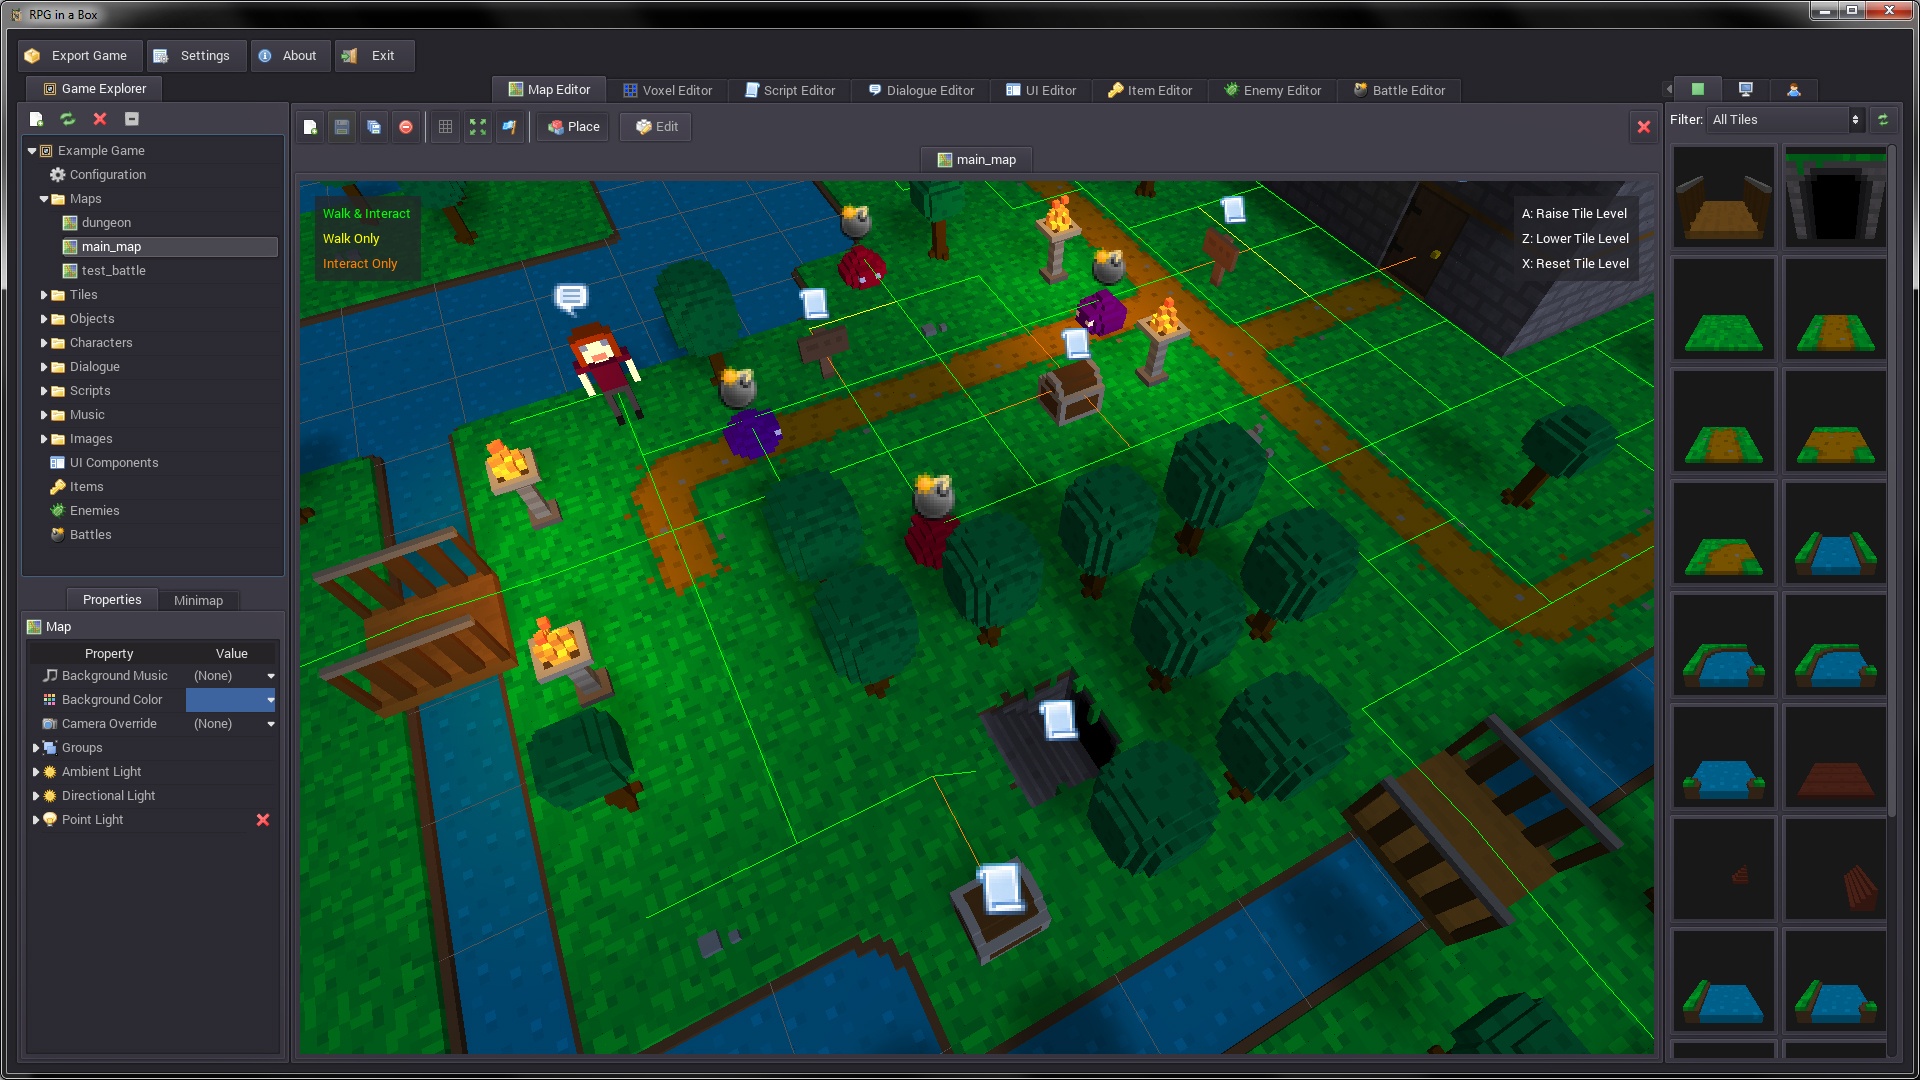 RPG in a Box
Export Game
Settings
About
Exit
Game Explorer
Map Editor
Voxel Editor
Script Editor
Dialogue Editor
UI Editor
Item Editor
Enemy Editor
Battle Editor
Place
Edit
Filter:
All Tiles
main_map
Example Game
Configuration
Maps
dungeon
main_map
test_battle
Tiles
Objects
Characters
Dialogue
Scripts
Music
Images
UI Components
Items
Enemies
Battles
Walk & Interact
Walk Only
Interact Only
A: Raise Tile Level
Z: Lower Tile Level
X: Reset Tile Level
Properties
Minimap
Map
Property
Value
Background Music
(None)
Background Color
Camera Override
(None)
Groups
Ambient Light
Directional Light
Point Light